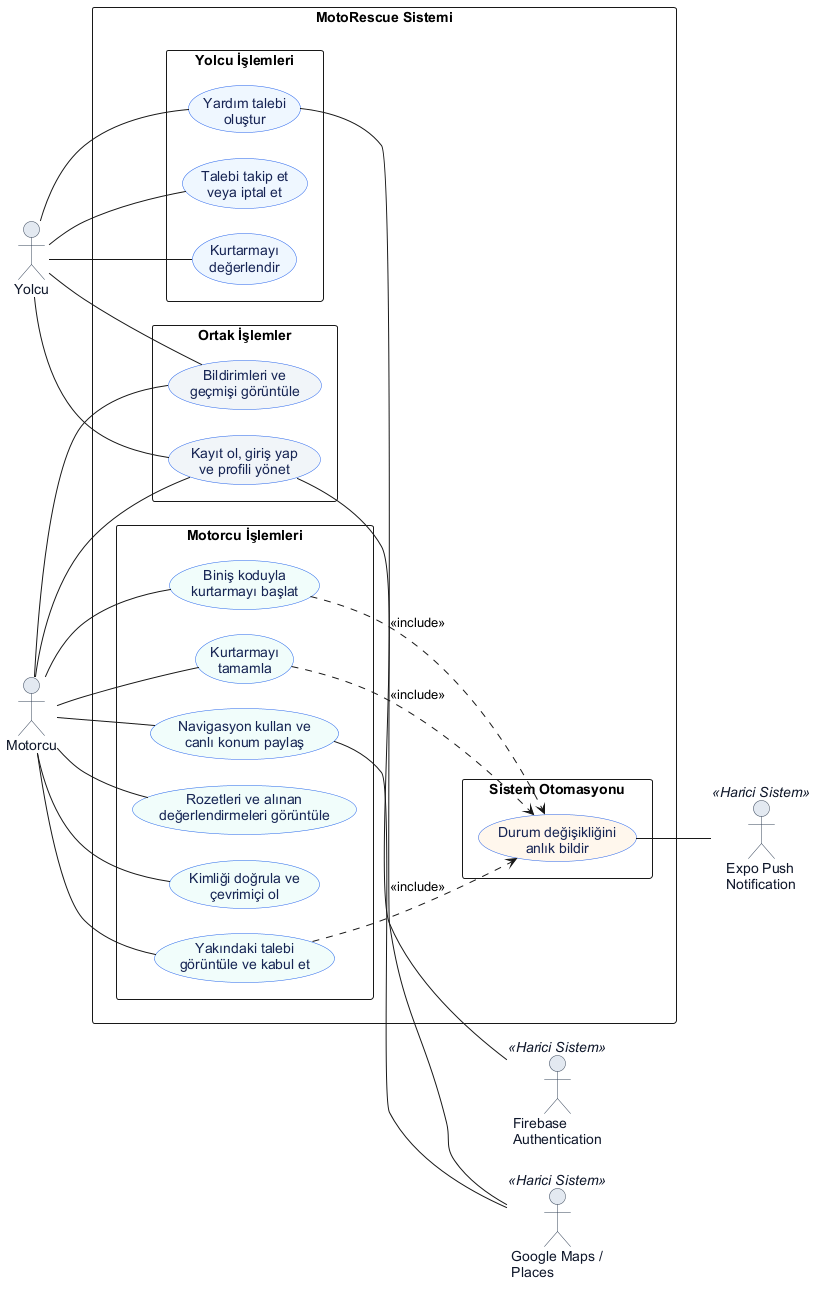 MotoRescue Sistemi
Yolcu İşlemleri
Yardım talebi
oluştur
Talebi takip et
veya iptal et
Kurtarmayı
değerlendir
Yolcu
Ortak İşlemler
Bildirimleri ve
geçmişi görüntüle
Kayıt ol, giriş yap
ve profili yönet
Motorcu İşlemleri
Biniş koduyla
kurtarmayı başlat
«include»
Kurtarmayı
tamamla
«include»
Motorcu
Navigasyon kullan ve
canlı konum paylaş
Rozetleri ve alınan
değerlendirmeleri görüntüle
Sistem Otomasyonu
Durum değişikliğini
anlık bildir
«Harici Sistem»
Expo Push
Notification
Kimliği doğrula ve
çevrimiçi ol
«include»
Yakındaki talebi
görüntüle ve kabul et
«Harici Sistem»
Firebase
Authentication
«Harici Sistem»
Google Maps /
Places